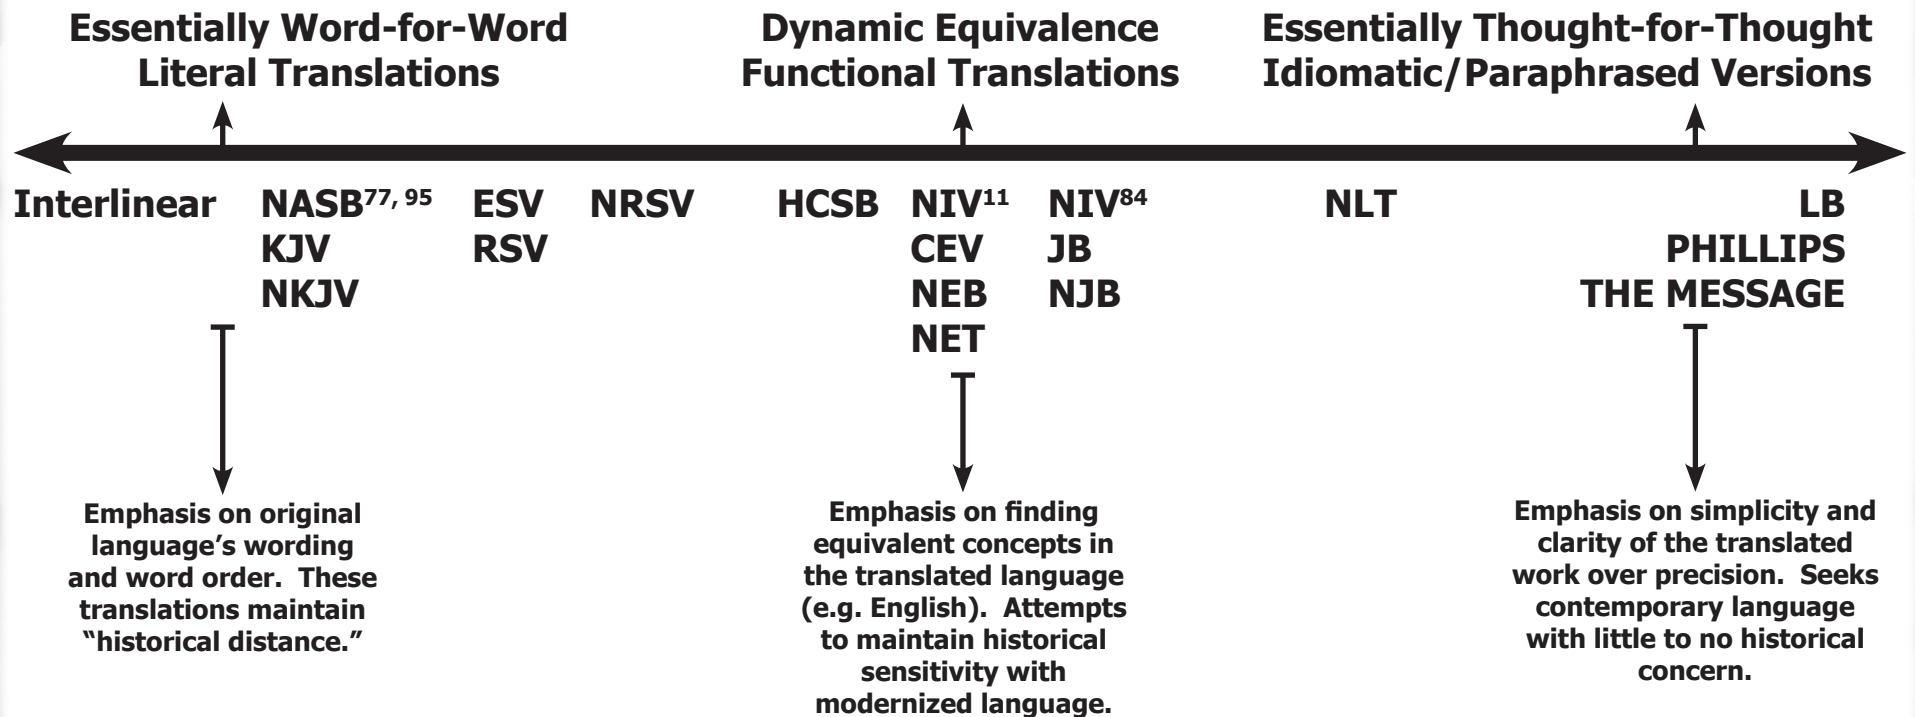 Essentially Word-for-Word
Literal Translations
Dynamic Equivalence
Functional Translations
Essentially Thought-for-Thought
Idiomatic/Paraphrased Versions
Interlinear NASB77, 95 ESV NRSV HCSB NIV11 NIV84 NLT LB
KJV RSV CEV JB PHILLIPS
NKJV NEB NJB THE MESSAGE
NET
Emphasis on original
language’s wording
and word order. These
translations maintain
“historical distance.”
Emphasis on finding
equivalent concepts in
the translated language
(e.g. English). Attempts
to maintain historical
sensitivity with
modernized language.
Emphasis on simplicity and
clarity of the translated
work over precision. Seeks
contemporary language
with little to no historical
concern.